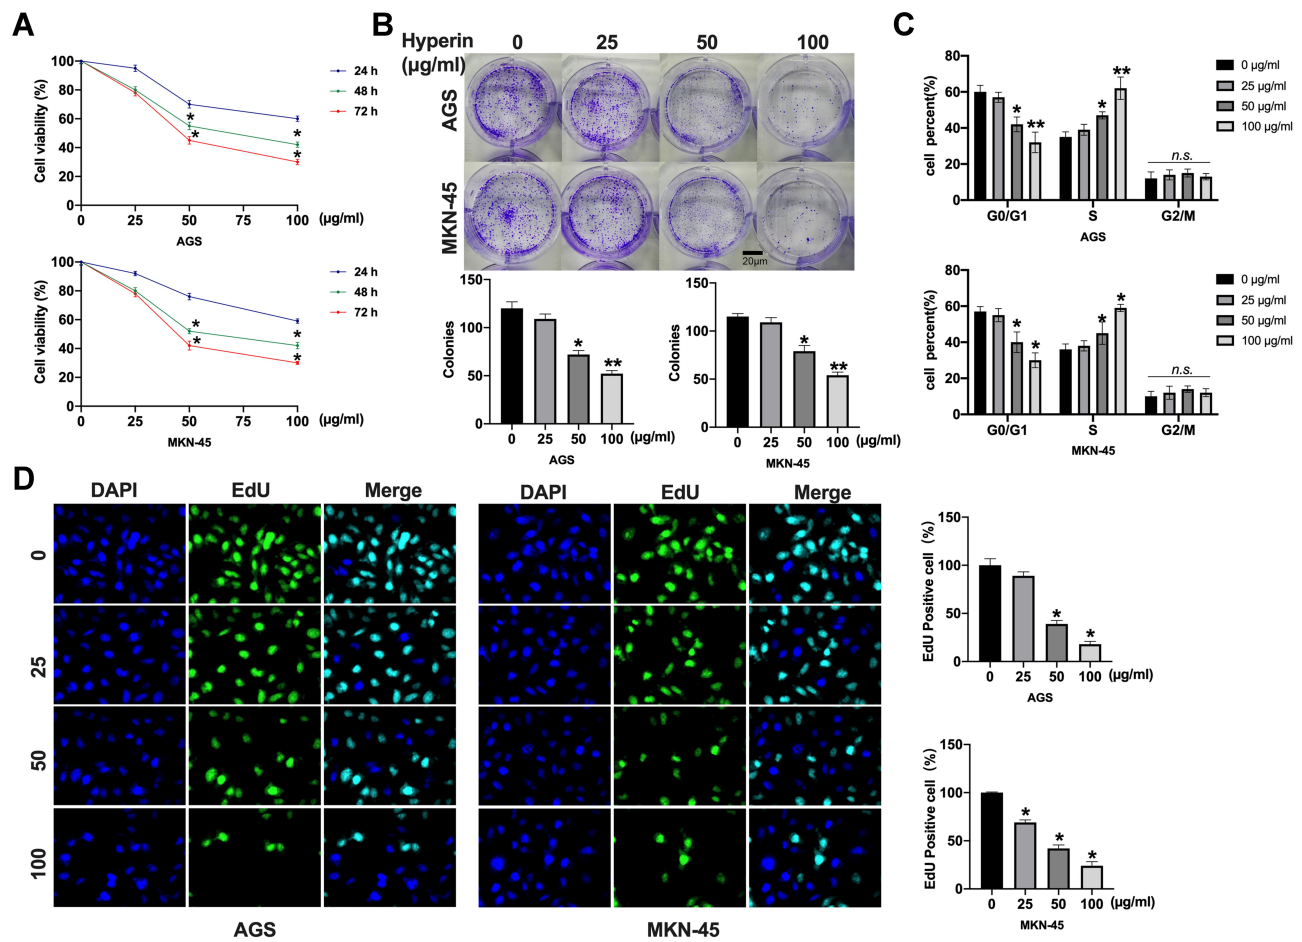 A
100
80
60
40
20
0
Cell viability (%)
0 25 50 75 100 (μg/ml)
AGS
24 h
48 h
72 h
*
*
*
*
100
80
60
40
20
0
Cell viability (%)
0 25 50 75 100 (μg/ml)
MKN-45
24 h
48 h
72 h
*
*
*
*
B
Hyperin 0 25 50 100
(μg/ml)
AGS
MKN-45
20μm
150
100
50
0
Colonies
* **
0 25 50 100 (μg/ml)
AGS
150
100
50
0
Colonies
* **
0 25 50 100 (μg/ml)
MKN-45
C
80
60
40
20
0
cell percent(%)
* ** * ** n.s.
G0/G1 S G2/M
AGS
0 μg/ml
25 μg/ml
50 μg/ml
100 μg/ml
80
60
40
20
0
cell percent(%)
* * * * n.s.
G0/G1 S G2/M
MKN-45
0 μg/ml
25 μg/ml
50 μg/ml
100 μg/ml
D
DAPI EdU Merge DAPI EdU Merge
0
25
50
100
AGS MKN-45
150
100
50
0
EdU Positive cell (%)
* *
0 25 50 100 (μg/ml)
AGS
150
100
50
0
EdU Positive cell (%)
* * *
0 25 50 100 (μg/ml)
MKN-45